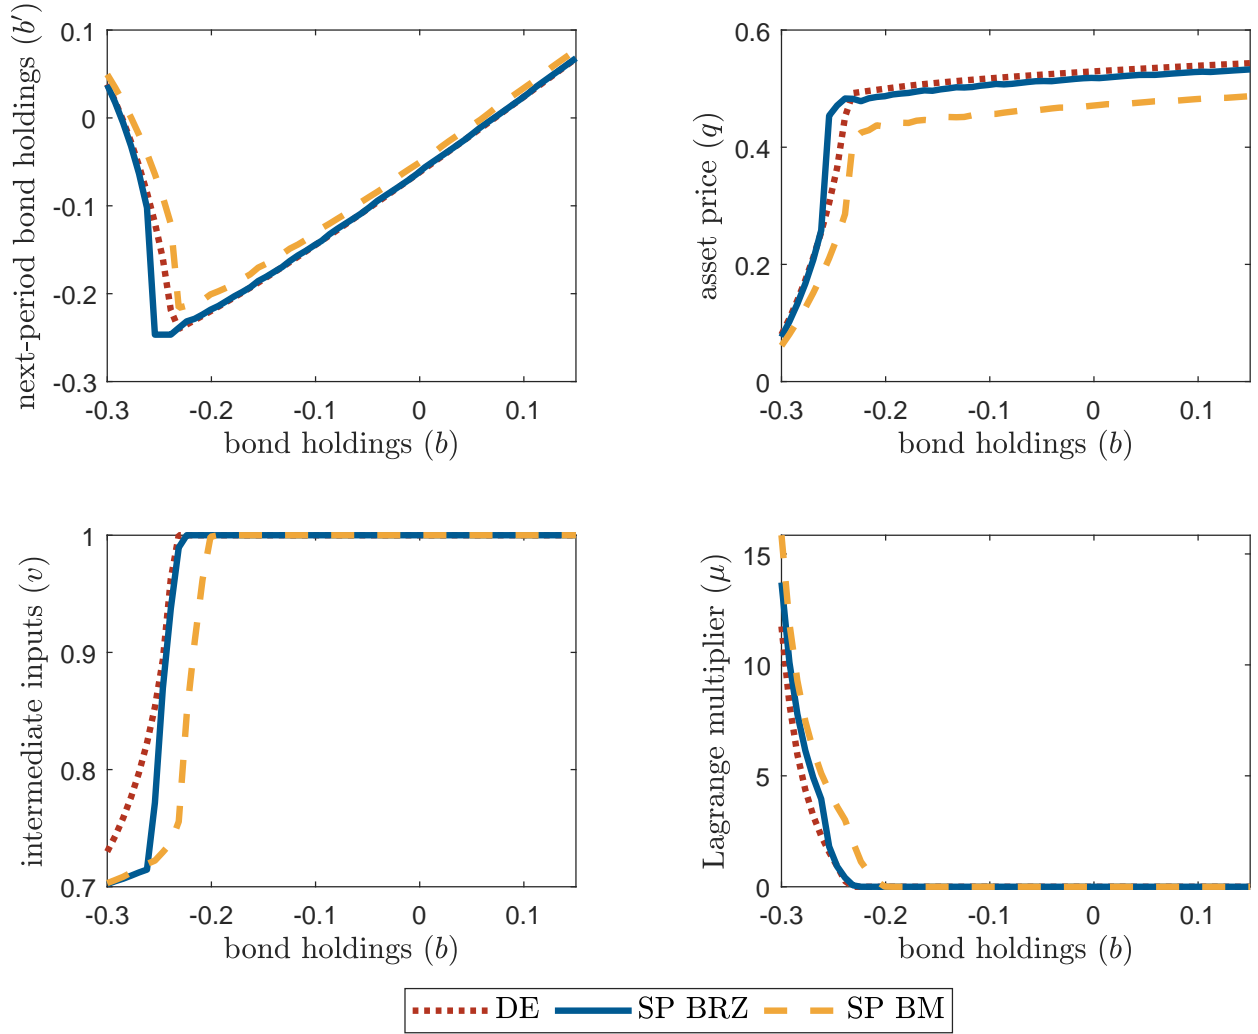 next-period bond holdings (b′)
0.1
0
-0.1
-0.2
-0.3
-0.3 -0.2 -0.1 0 0.1
bond holdings (b)
asset price (q)
0.6
0.4
0.2
0
-0.3 -0.2 -0.1 0 0.1
bond holdings (b)
intermediate inputs (v)
1
0.9
0.8
0.7
-0.3 -0.2 -0.1 0 0.1
bond holdings (b)
Lagrange multiplier (μ)
15
10
5
0
-0.3 -0.2 -0.1 0 0.1
bond holdings (b)
DE SP BRZ SP BM